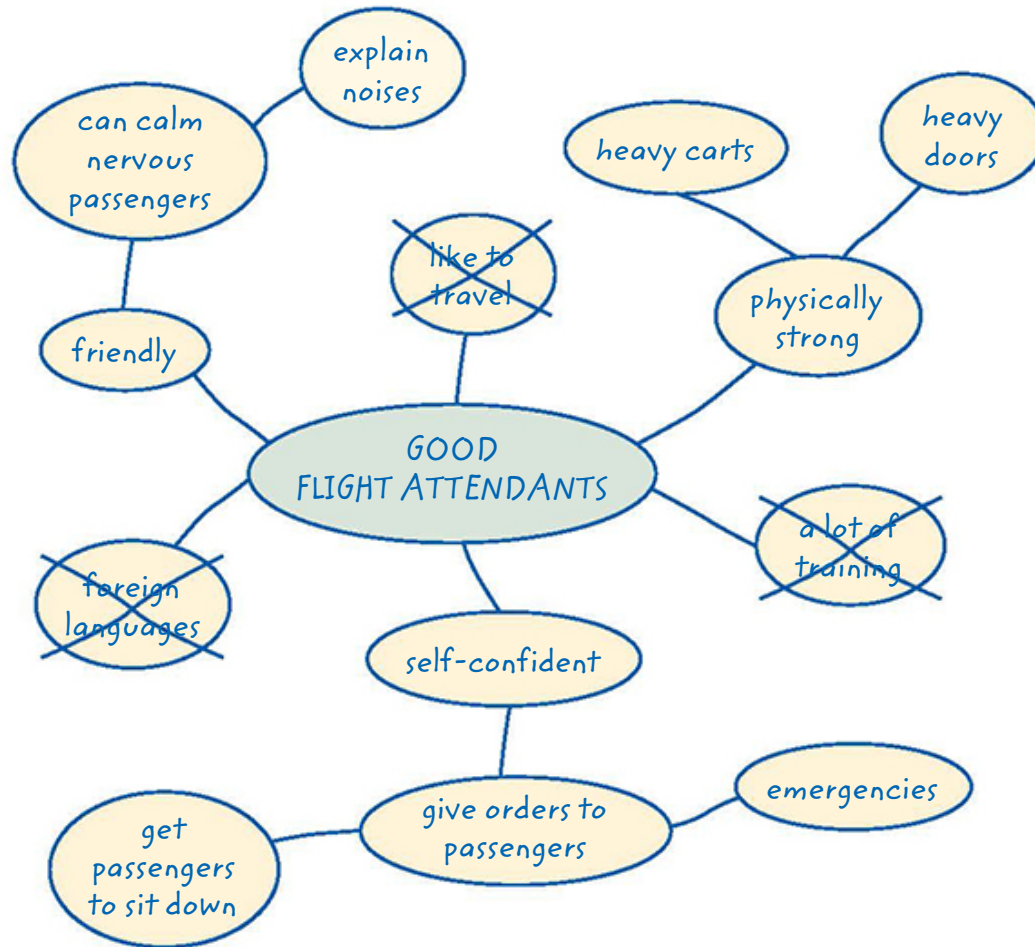 explain
noises
can calm
nervous
passengers
heavy carts
heavy
doors
like to
travel
physically
strong
friendly
GOOD
FLIGHT ATTENDANTS
a lot of
training
foreign
languages
self-confident
give orders to
passengers
emergencies
get
passengers
to sit down